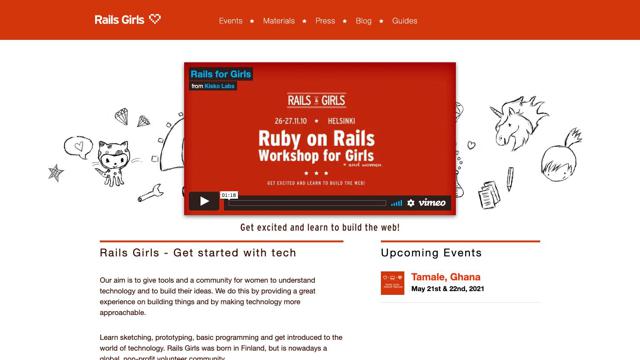 Rails Girls
Events ★ Materials ★ Press ★ Blog ★ Guides
Rails for Girls
from Kisko Labs
RAILS GIRLS
26-27.11.10 ★ HELSINKI
Ruby on Rails
Workshop for Girls
* and women.
GET EXCITED AND LEARN TO BUILD THE WEB!
01:18
vimeo
Get excited and learn to build the web!
Rails Girls - Get started with tech
Our aim is to give tools and a community for women to understand
technology and to build their ideas. We do this by providing a great
experience on building things and by making technology more
approachable.
Learn sketching, prototyping, basic programming and get introduced to the
world of technology. Rails Girls was born in Finland, but is nowadays a
global, non-profit volunteer community.
Upcoming Events
Tamale, Ghana
May 21st & 22nd, 2021